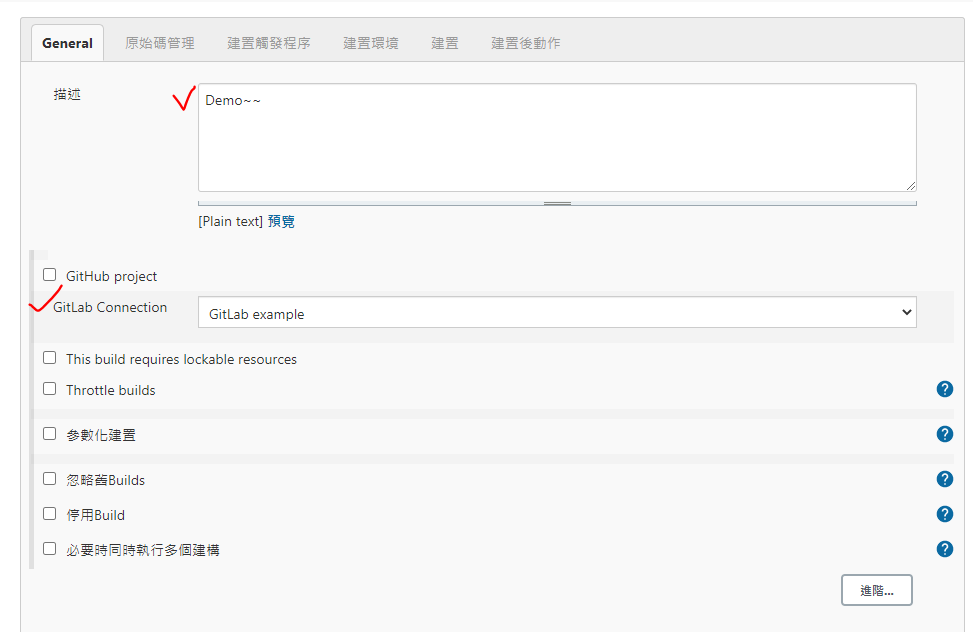 General 原始碼管理 建置觸發程序 建置環境 建置 建置後動作
描述
Demo~~
[Plain text] 預覽
GitHub project
GitLab Connection GitLab example
This build requires lockable resources
Throttle builds ?
參數化建置 ?
忽略舊Builds ?
停用Build ?
必要時同時執行多個建構 ?
進階...